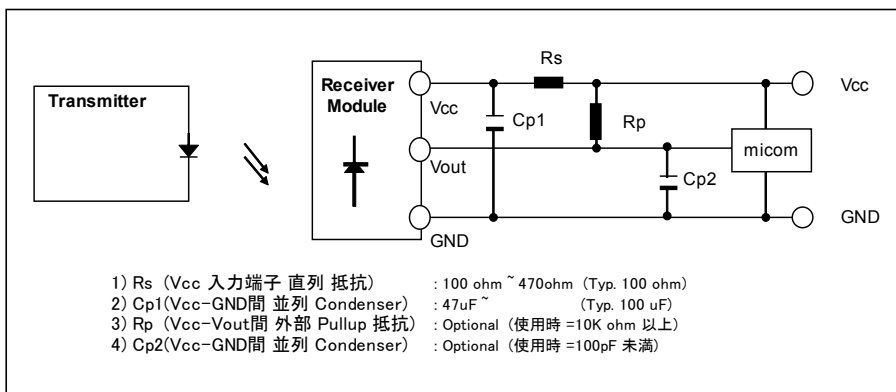 Transmitter
Receiver
Module
Vcc
Vout
GND
Cp1
Rs
Rp
Cp2
micom
Vcc
GND
1) Rs (Vcc 入力端子 直列 抵抗) : 100 ohm ~ 470ohm (Typ. 100 ohm)
2) Cp1(Vcc-GND間 並列 Condenser) : 47uF ~ (Typ. 100 uF)
3) Rp (Vcc-Vout間 外部 Pullup 抵抗) : Optional (使用時 =10K ohm 以上)
4) Cp2(Vcc-GND間 並列 Condenser) : Optional (使用時 =100pF 未満)